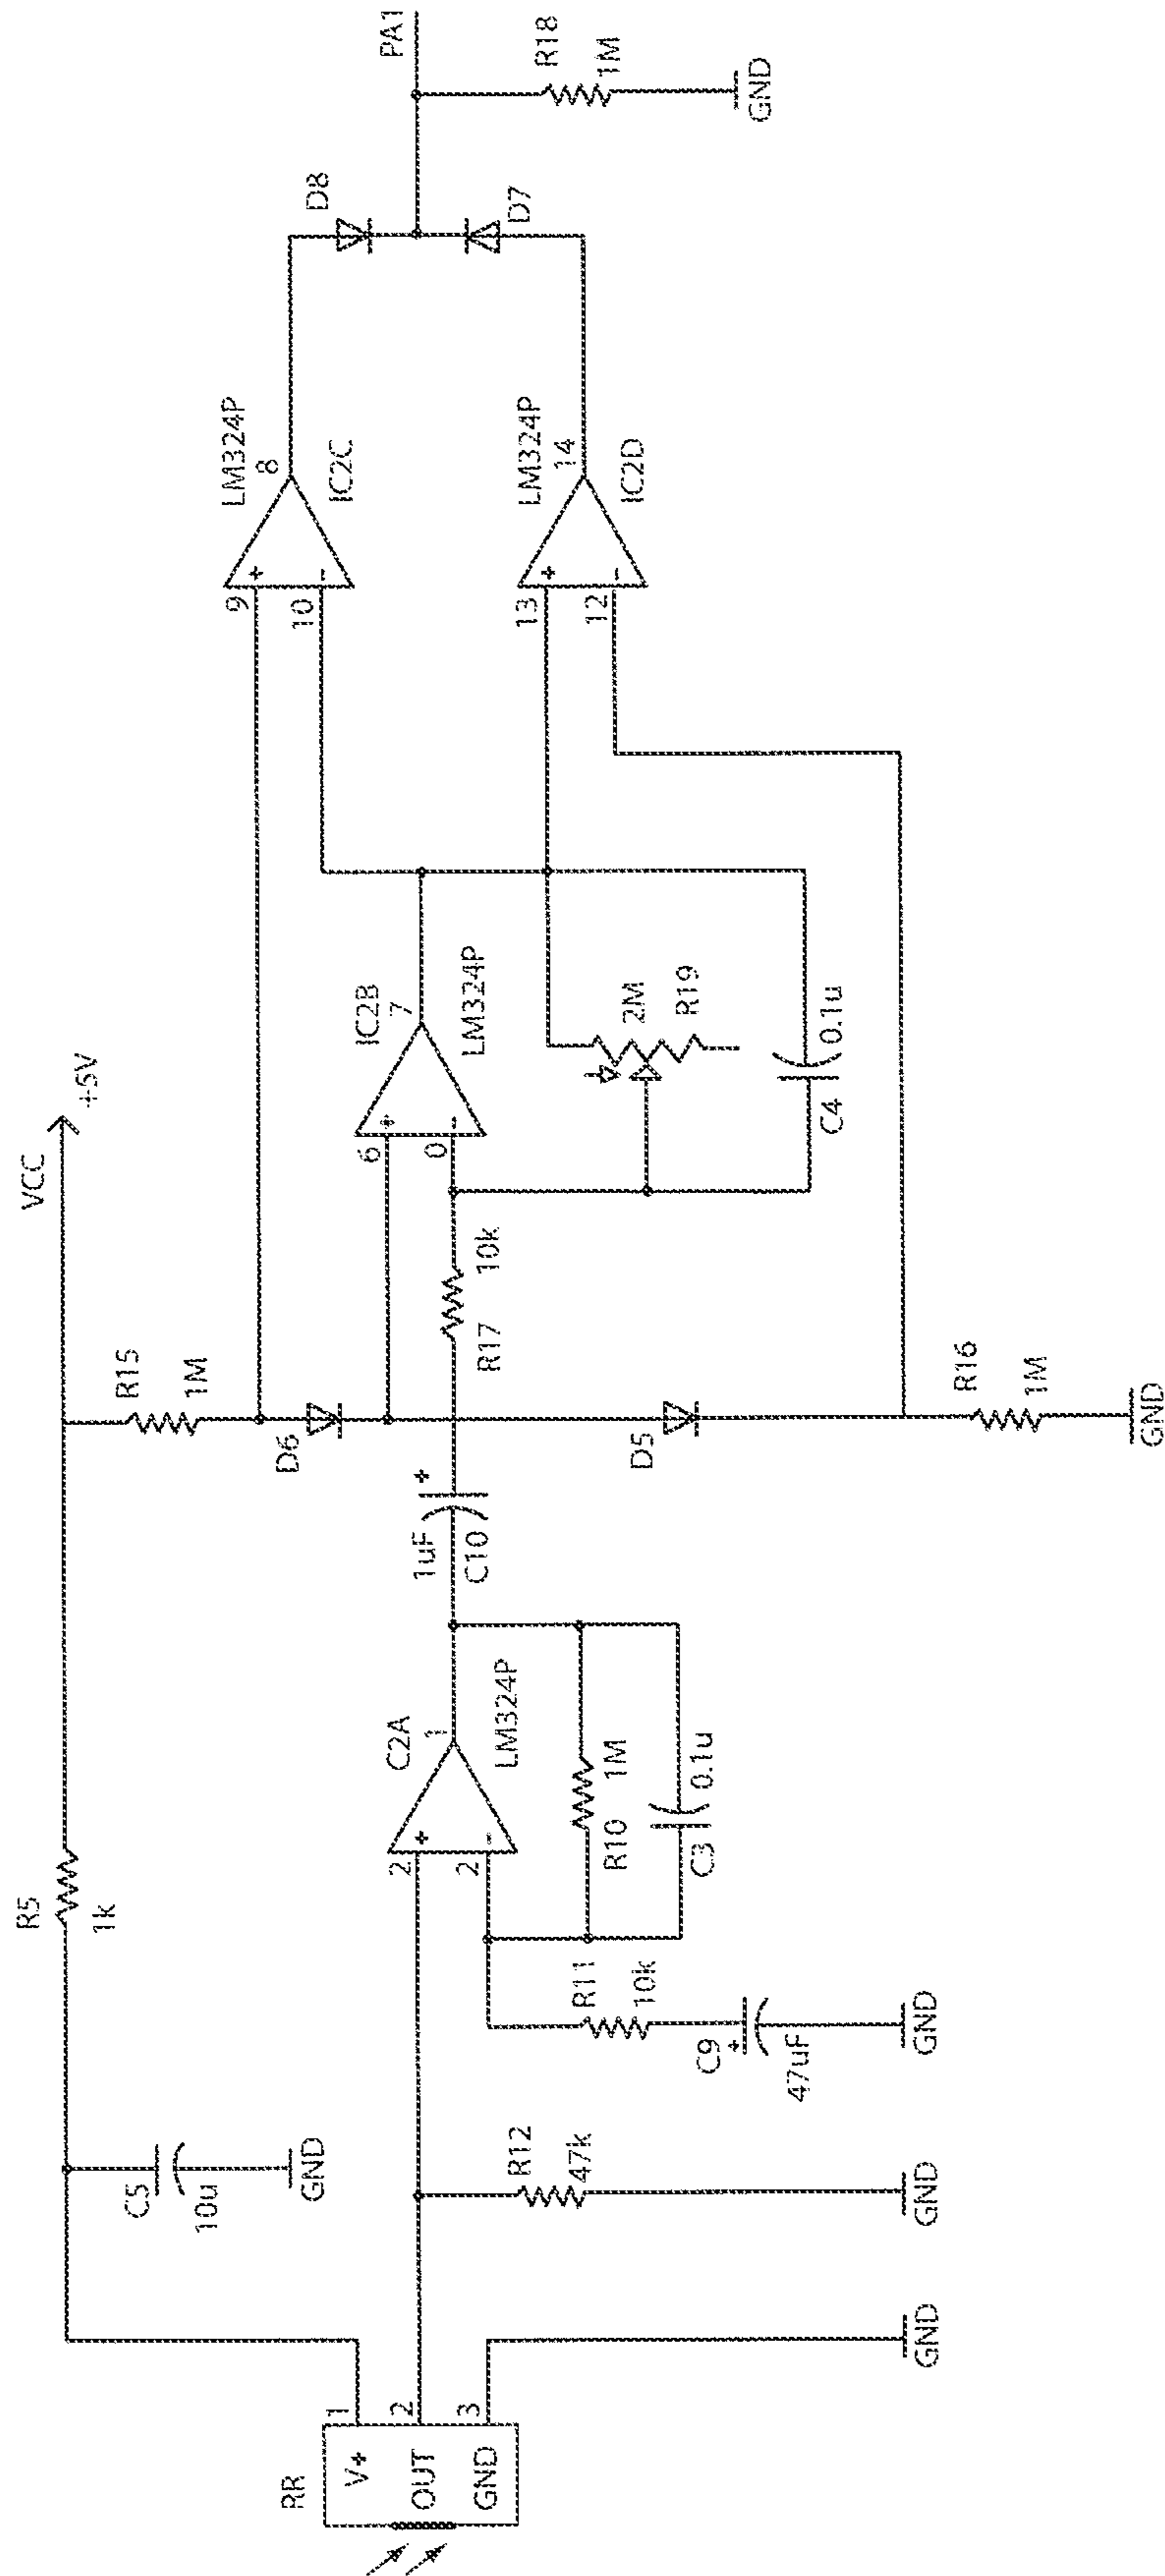 RR
V+
OUT
GND
1
2
3
GND
C5
10u
GND
R12
47k
GND
R5
1k
C9
+
47uF
GND
R11
10k
2
2
+
-
C2A
1
LM324P
R10
1M
C3
0.1u
1uF
+
C10
VCC
+5V
R15
1M
D6
D5
R16
1M
GND
R17
10k
6
0
+
-
IC2B
7
LM324P
2M
R19
C4
0.1u
9
10
+
-
LM324P
8
IC2C
13
12
+
-
LM324P
14
IC2D
D8
D7
PA1
R18
1M
GND